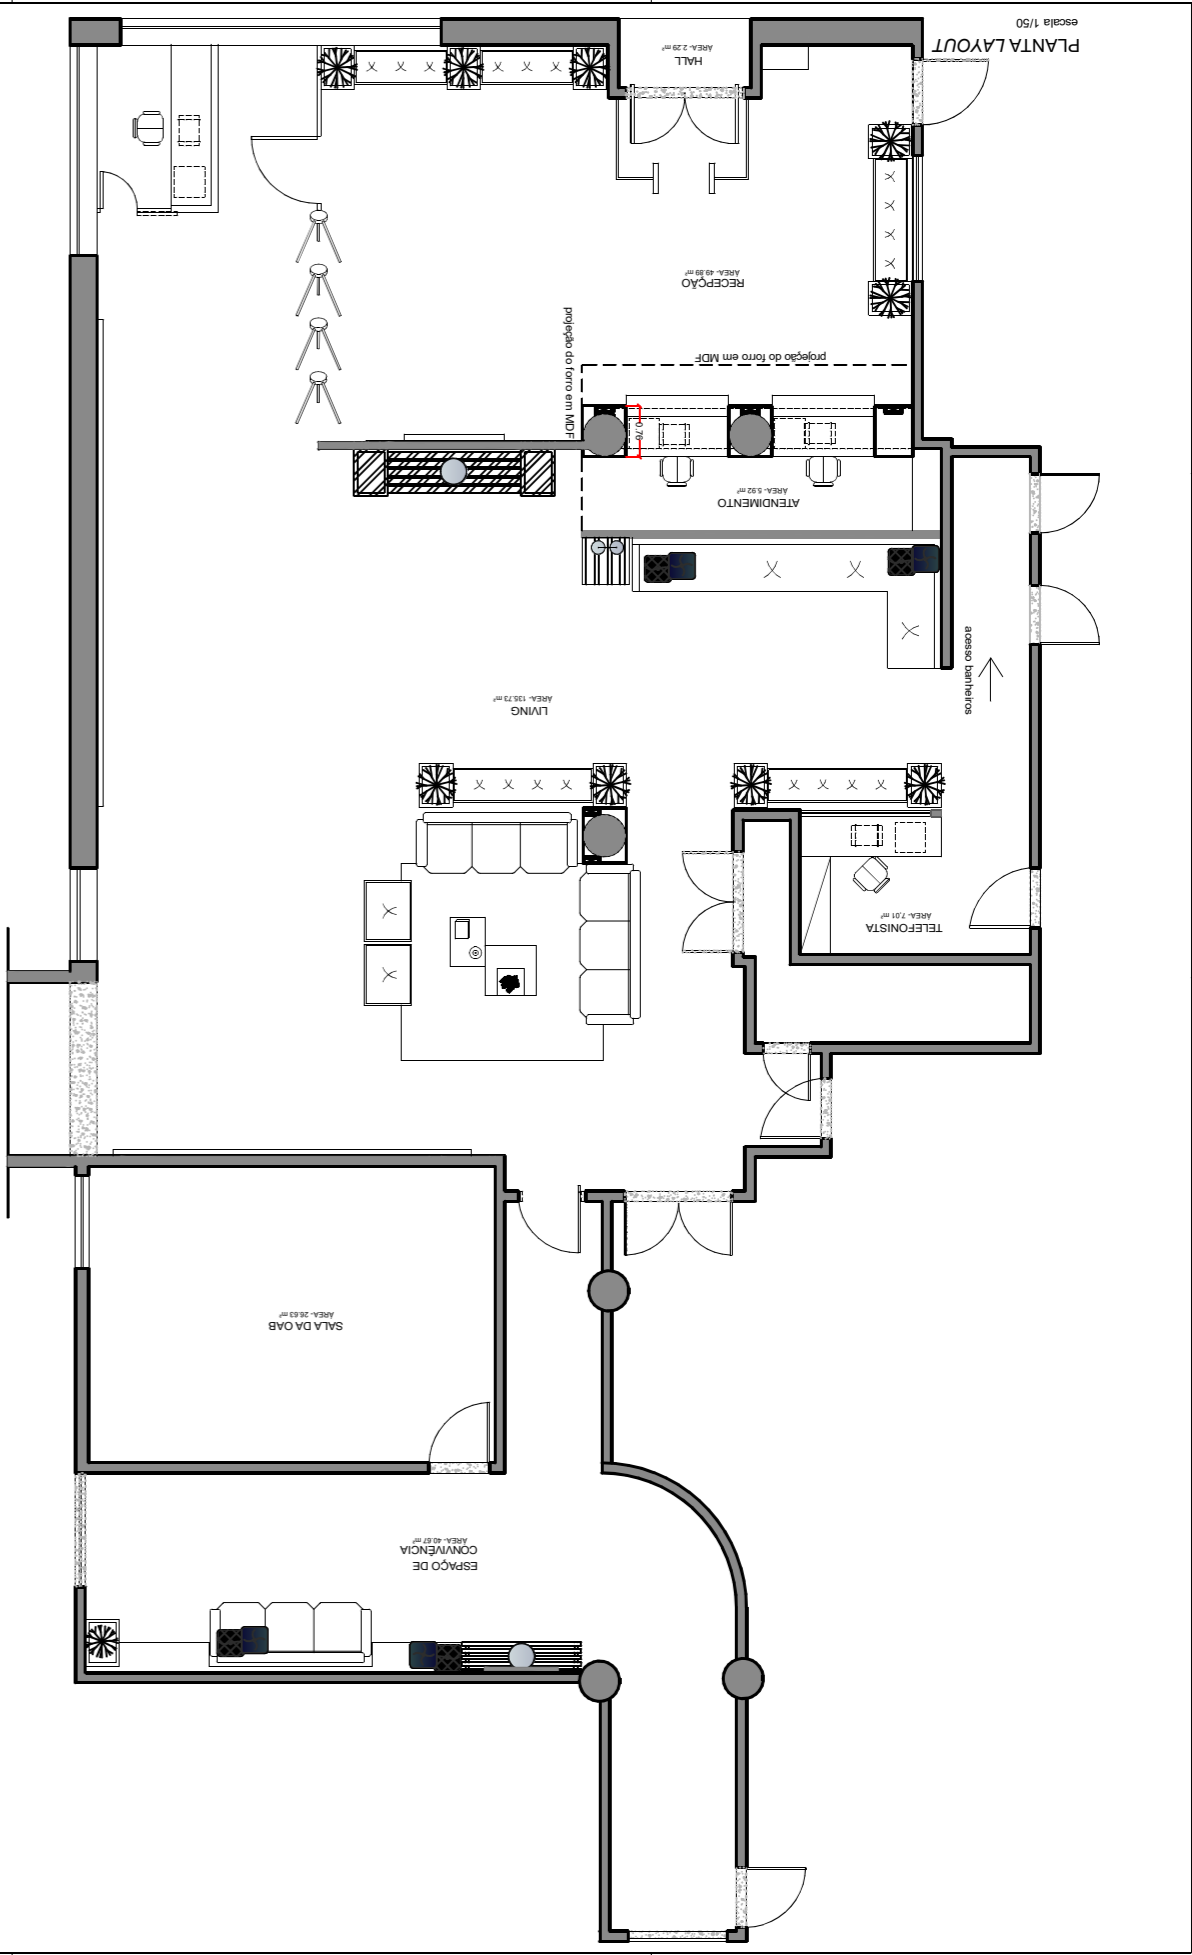 PLANTA LAYOUT
escala 1/50
HALL
ÁREA- 2.29 m²
RECEPÇÃO
ÁREA- 49.89 m²
projeção do forro em MDF
projeção do forro em MDF
0.76
ATENDIMENTO
ÁREA- 5.92 m²
acesso banheiros
LIVING
ÁREA- 135.73 m²
TELEFONISTA
ÁREA- 7.01 m²
SALA DA OAB
ÁREA- 26.63 m²
ESPAÇO DE
CONVIVÊNCIA
ÁREA- 40.67 m²